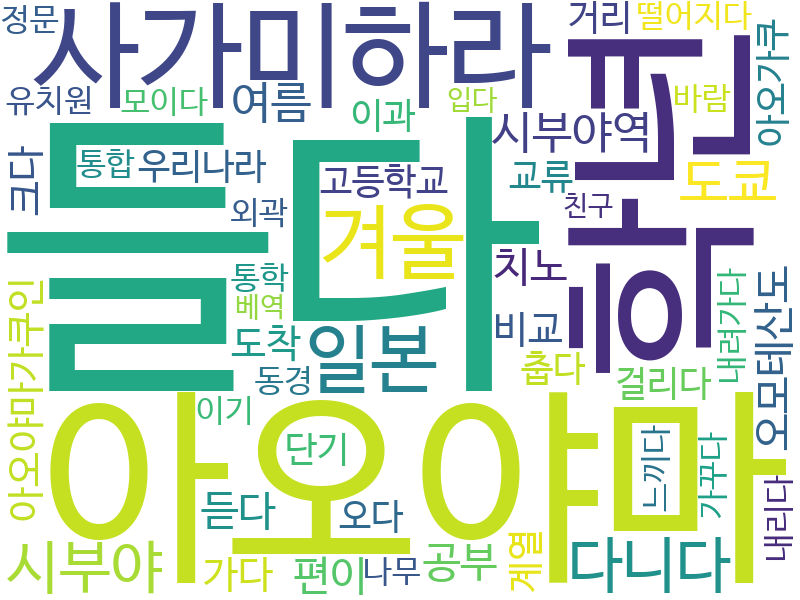 정문
사가미하라
거리
떨어지다
유치원
모이다
여름
이과
입다
시부야역
바람
아오가쿠
학번
크다
통합
우리나라
들다
고등학교
교류
도쿄
외곽
겨울
친구
통학
베역
치노
내려가다
오모테산도
아오야마가쿠인
도착
일본
비교
동경
춥다
걸리다
이기
아오야마
단기
느끼다
가꾸다
듣다
오다
내리다
시부야
가다
편이
나무
공부
계열
다니다